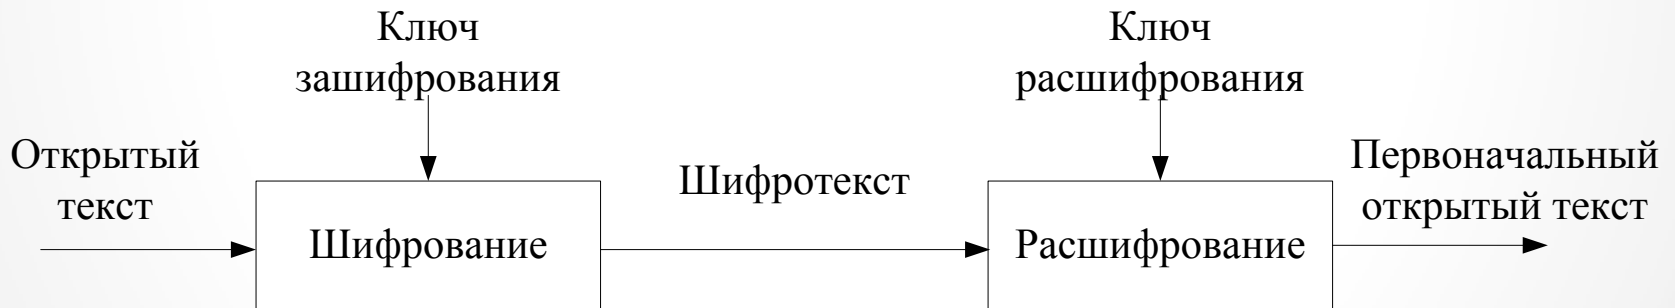 Ключ
зашифрования
Ключ
расшифрования
Открытый
текст
Шифрование
Шифротекст
Расшифрование
Первоначальный
открытый текст